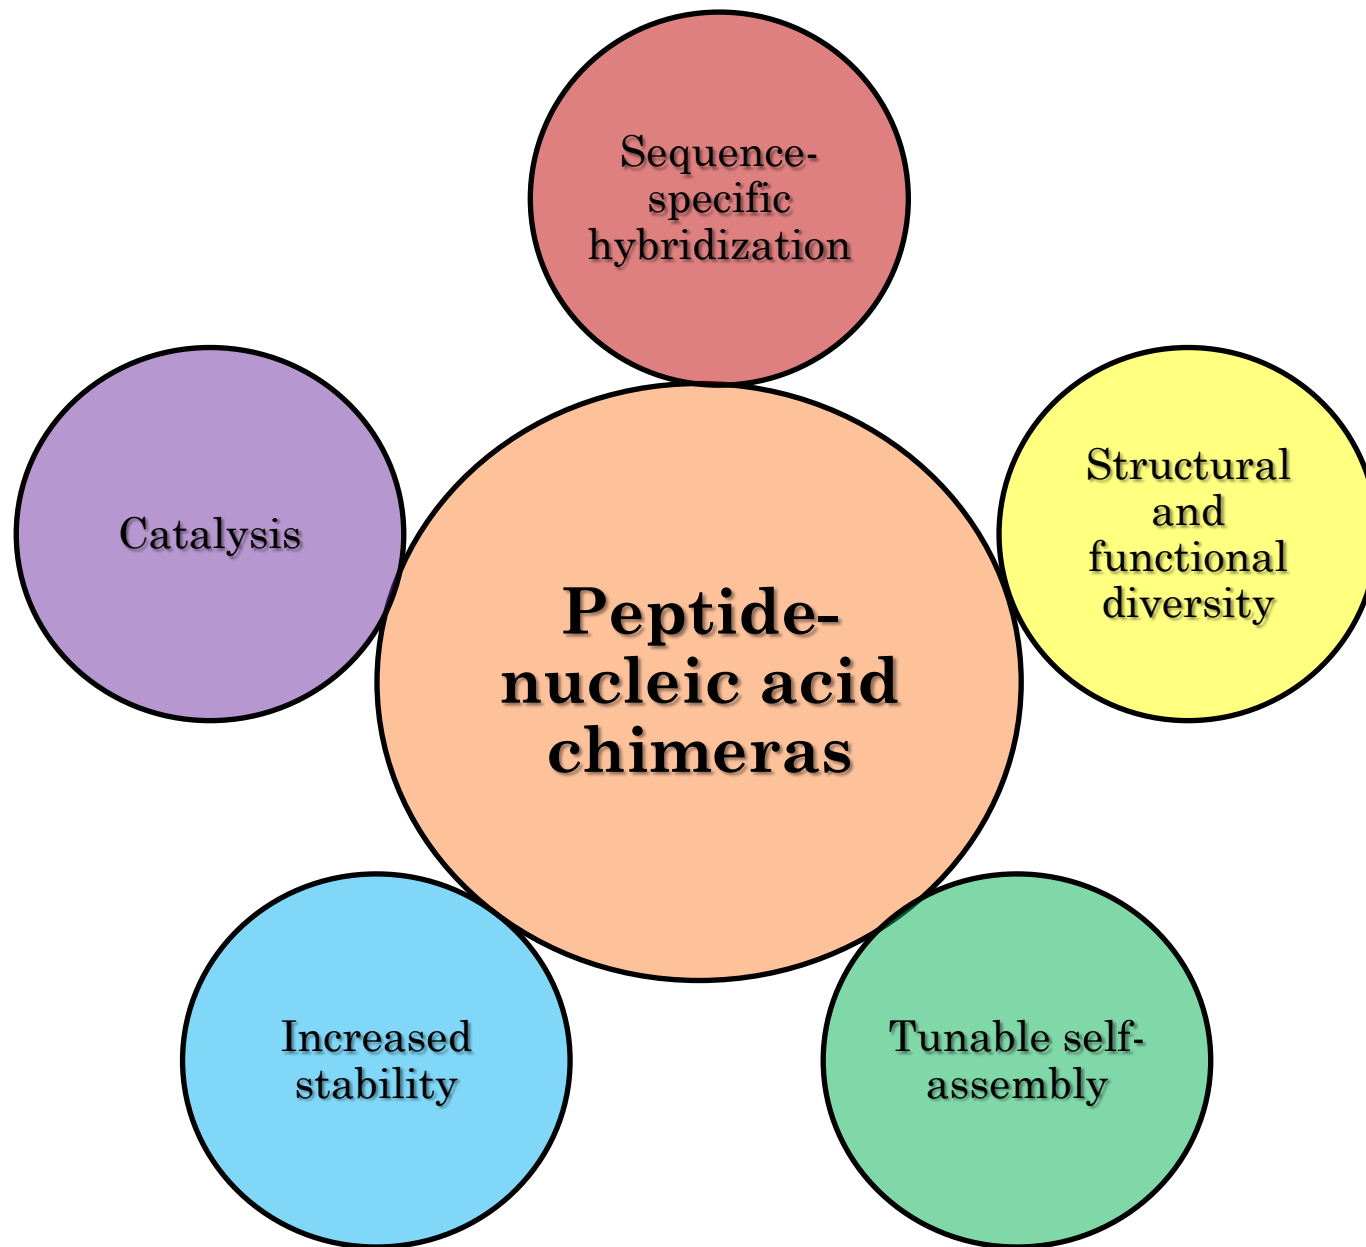 Sequence-
specific
hybridization
Structural
and
functional
diversity
Catalysis
Peptide-
nucleic acid
chimeras
Increased
stability
Tunable self-
assembly